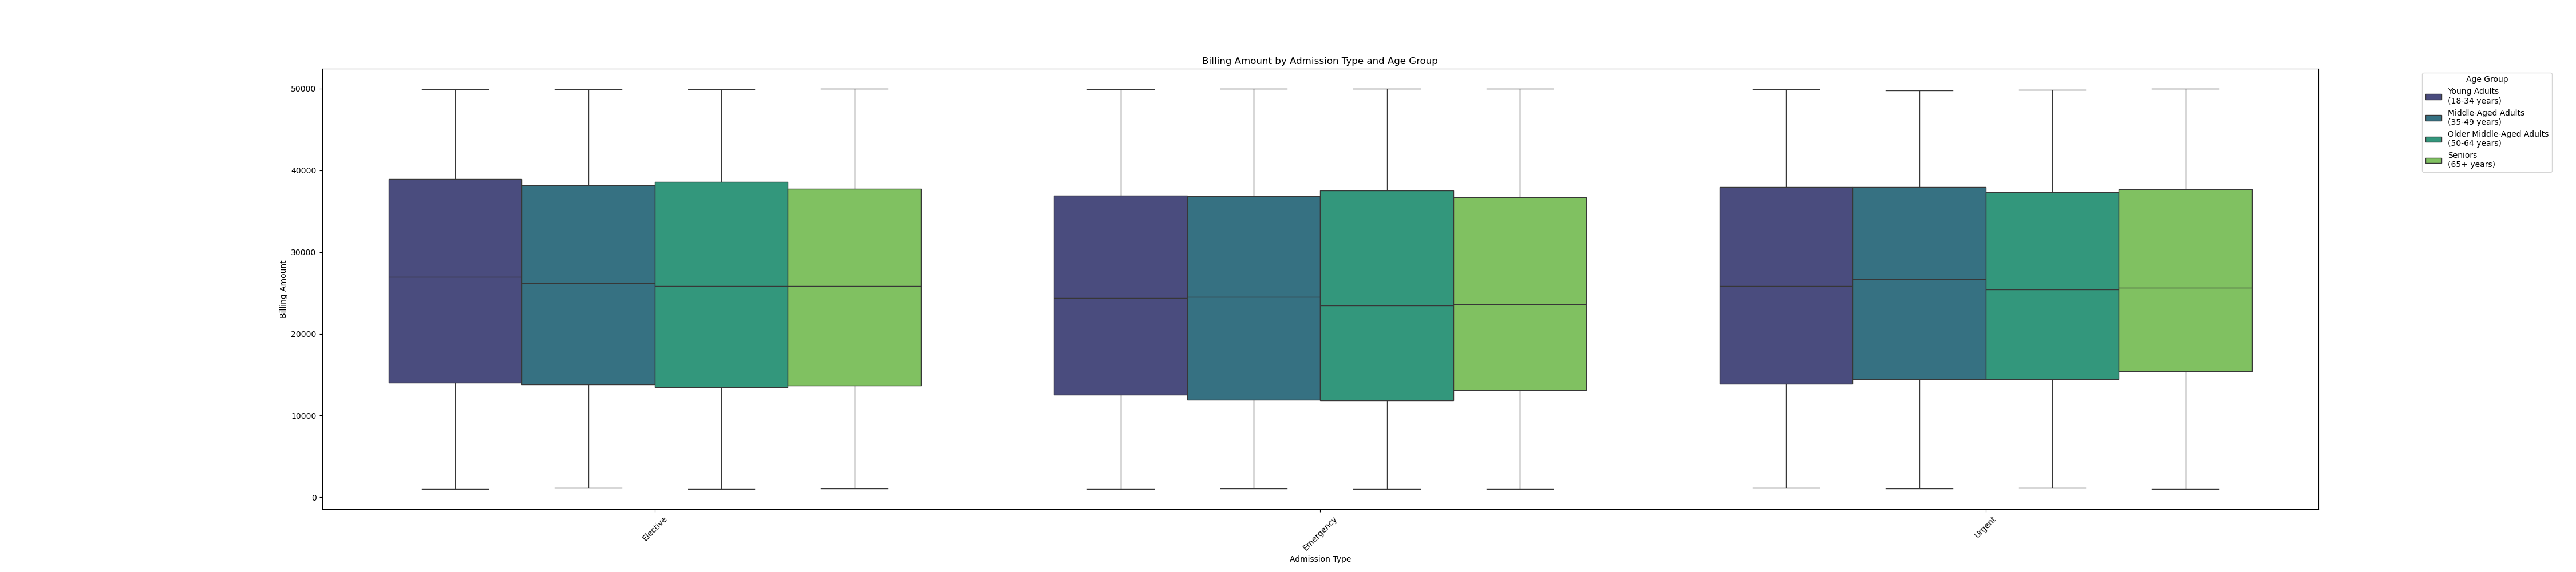 Billing Amount by Admission Type and Age Group
Age Group
Young Adults
(18-34 years)
Middle-Aged Adults
(35-49 years)
Older Middle-Aged Adults
(50-64 years)
Seniors
(65+ years)
50000
40000
30000
20000
10000
0
Billing Amount
Elective
Emergency
Urgent
Admission Type